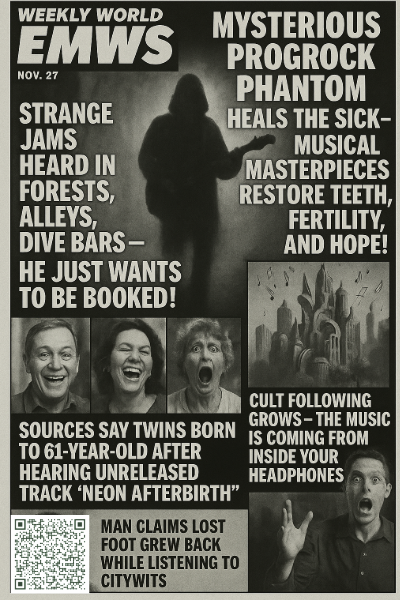 WEEKLY WORLD
EMWS
NOV. 27
MYSTERIOUS
PROGROCK
PHANTOM
HEALS THE SICK–
MUSICAL
MASTERPIECES
RESTORE TEETH,
FERTILITY,
AND HOPE!
STRANGE
JAMS
HEARD IN
FORESTS,
ALLEYS,
DIVE BARS—
HE JUST WANTS
TO BE BOOKED!
SOURCES SAY TWINS BORN
TO 61-YEAR-OLD AFTER
HEARING UNRELEASED
TRACK ‘NEON AFTERBIRTH”
CULT FOLLOWING
GROWS – THE MUSIC
IS COMING FROM
INSIDE YOUR
HEADPHONES
MAN CLAIMS LOST
FOOT GREW BACK
WHILE LISTENING TO
CITYWITS